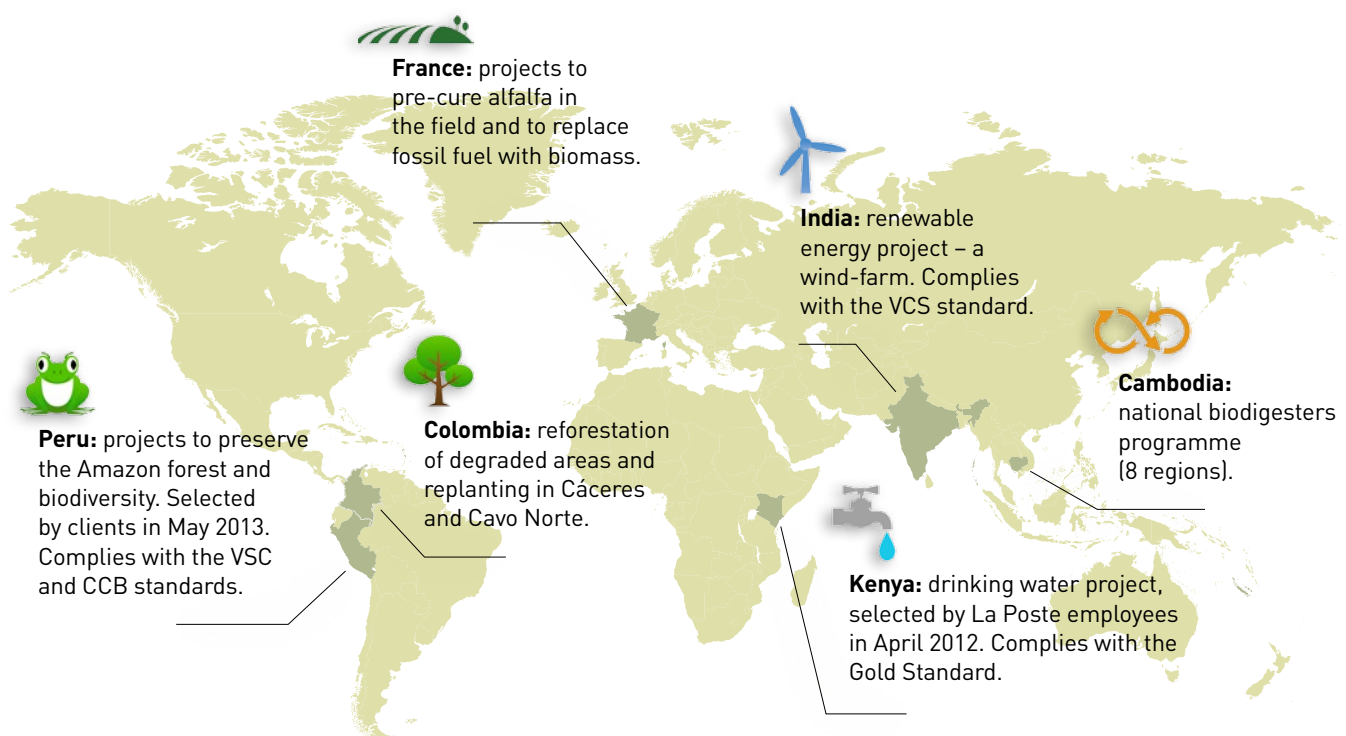 France: projects to
pre-cure alfalfa in
the field and to replace
fossil fuel with biomass.
India: renewable
energy project – a
wind-farm. Complies
with the VCS standard.
Cambodia:
national biodigesters
programme
(8 regions).
Peru: projects to preserve
the Amazon forest and
biodiversity. Selected
by clients in May 2013.
Complies with the VSC
and CCB standards.
Colombia: reforestation
of degraded areas and
replanting in Cáceres
and Cavo Norte.
Kenya: drinking water project,
selected by La Poste employees
in April 2012. Complies with the
Gold Standard.